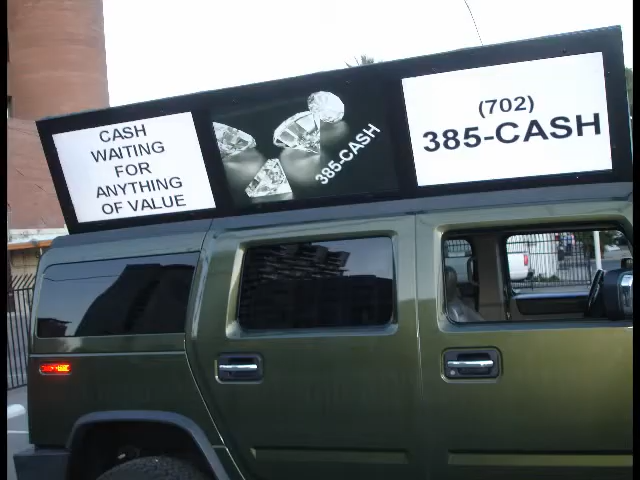 CASH
WAITING
FOR
ANYTHING
OF VALUE
385-CASH
(702)
385-CASH